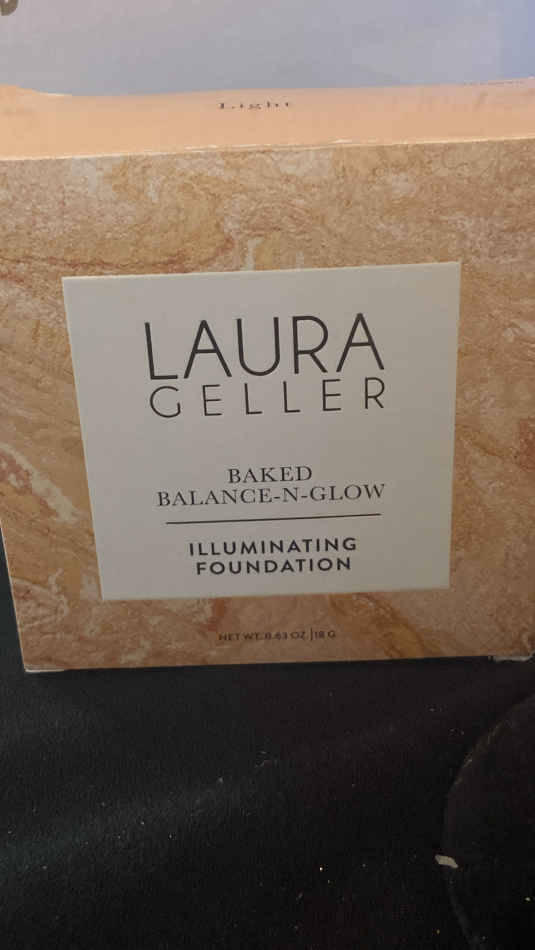 Light
LAURA
GELLER
BAKED
BALANCE-N-GLOW
ILLUMINATING
FOUNDATION
NET WT. 0.63 OZ | 18 G